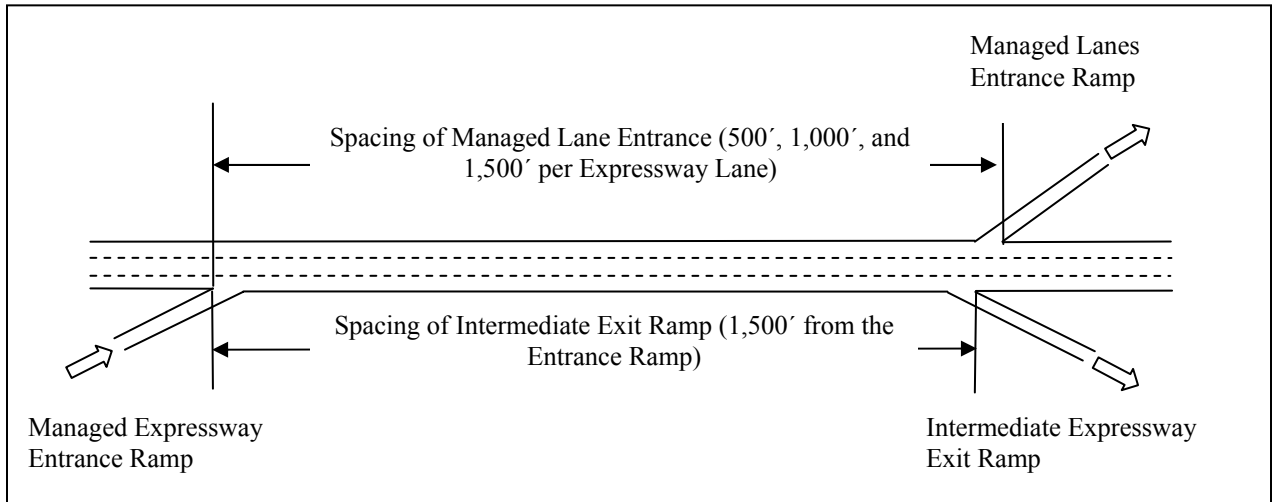 Managed Lanes
Entrance Ramp
Spacing of Managed Lane Entrance (500´, 1,000´, and
1,500´ per Expressway Lane)
Spacing of Intermediate Exit Ramp (1,500´ from the
Entrance Ramp)
Managed Expressway
Entrance Ramp
Intermediate Expressway
Exit Ramp